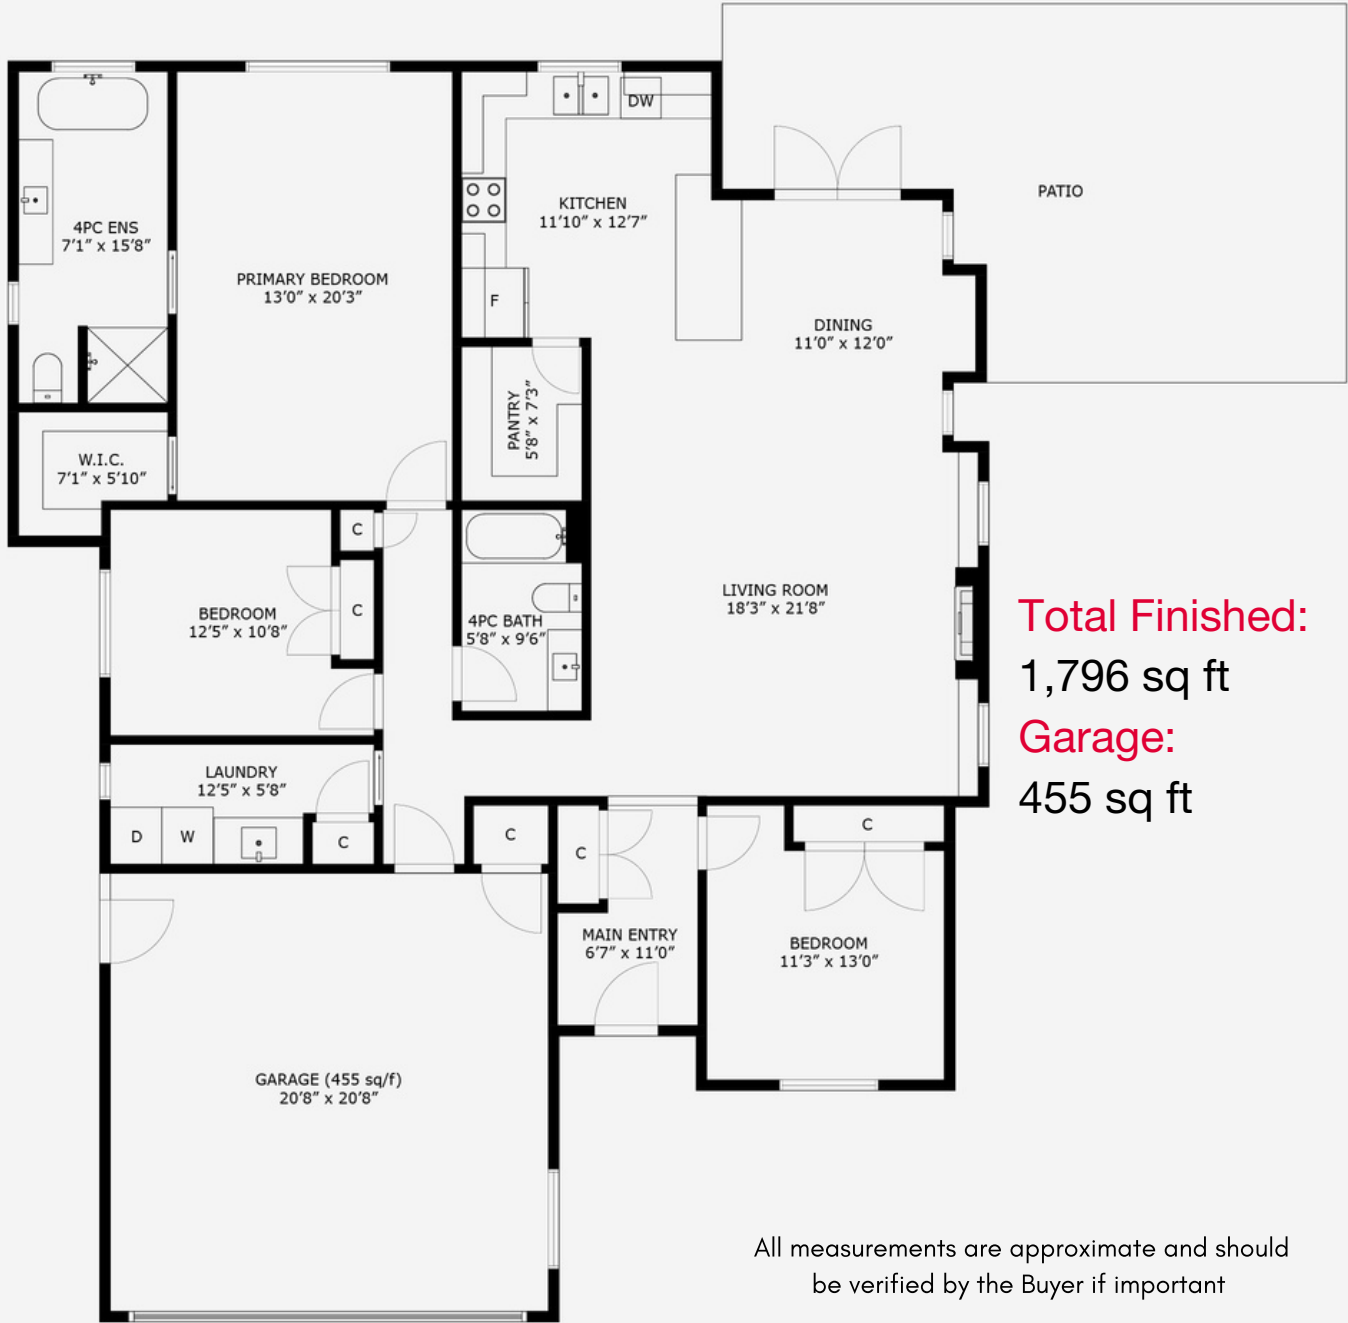 DW
PATIO
KITCHEN
11'10" x 12'7"
4PC ENS
7'1" x 15'8"
PRIMARY BEDROOM
13'0" x 20'3"
F
DINING
11'0" x 12'0"
PANTRY
5'8" x 7'3"
W.I.C.
7'1" x 5'10"
C
C
BEDROOM
12'5" x 10'8"
4PC BATH
5'8" x 9'6"
LIVING ROOM
18'3" x 21'8"
Total Finished:
1,796 sq ft
Garage:
455 sq ft
LAUNDRY
12'5" x 5'8"
D
W
C
C
C
C
MAIN ENTRY
6'7" x 11'0"
BEDROOM
11'3" x 13'0"
GARAGE (455 sq/f)
20'8" x 20'8"
All measurements are approximate and should
be verified by the Buyer if important